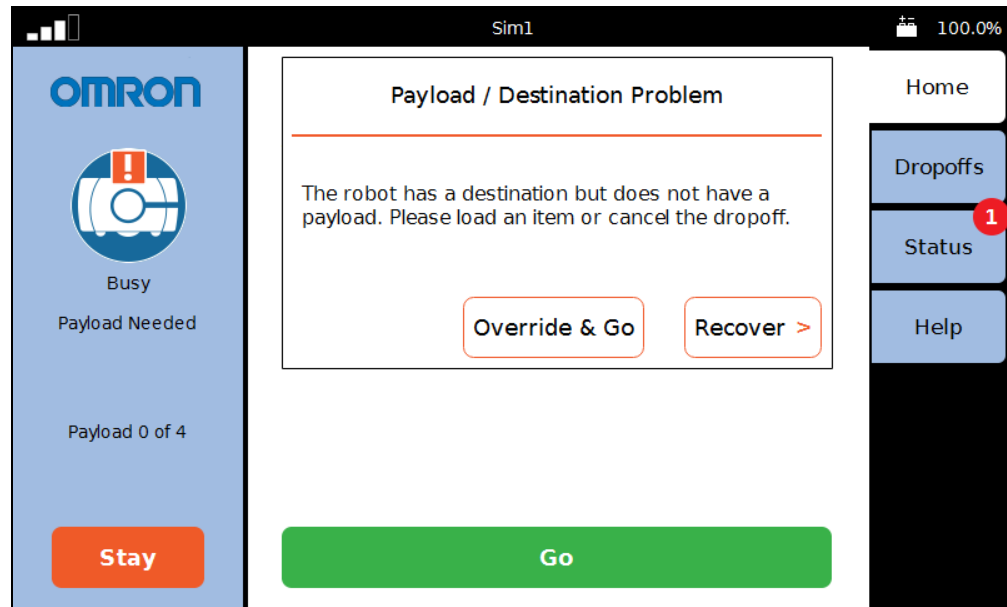 Sim1
100.0%
OMRON
!
Busy
Payload Needed
Payload 0 of 4
Stay
Payload / Destination Problem
The robot has a destination but does not have a
payload. Please load an item or cancel the dropoff.
Override & Go
Recover >
Go
Home
Dropoffs
1
Status
Help